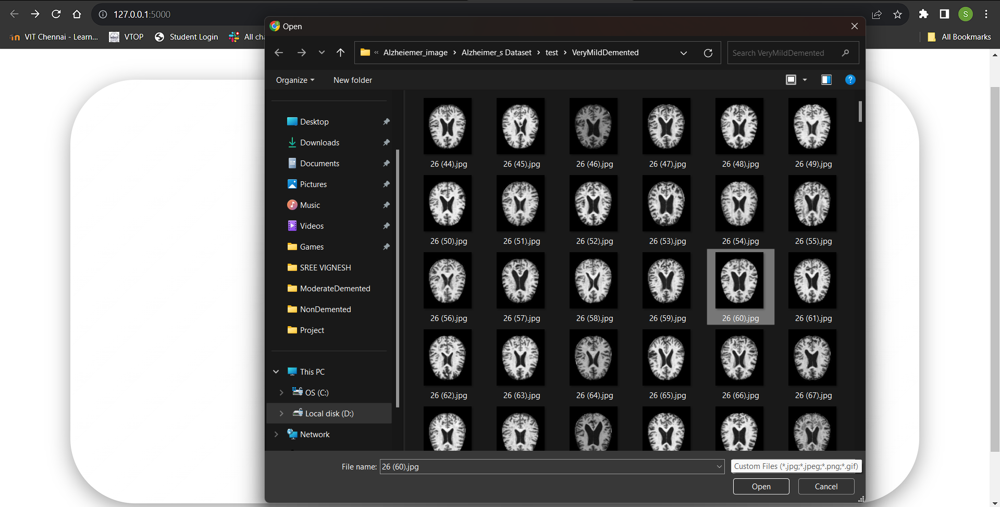 127.0.0.1:5000
S
VIT Chennai - Learn...
VTOP
Student Login
All cha
All Bookmarks
Open
« Alzheiemer_image › Alzheimer_s Dataset › test › VeryMildDemented
Search VeryMildDemented
Organize
New folder
?
Desktop
Downloads
Documents
Pictures
Music
Videos
Games
SREE VIGNESH
ModerateDemented
NonDemented
Project
This PC
OS (C:)
Local disk (D:)
Network
26 (44).jpg 26 (45).jpg 26 (46).jpg 26 (47).jpg 26 (48).jpg 26 (49).jpg
26 (50).jpg 26 (51).jpg 26 (52).jpg 26 (53).jpg 26 (54).jpg 26 (55).jpg
26 (56).jpg 26 (57).jpg 26 (58).jpg 26 (59).jpg 26 (60).jpg 26 (61).jpg
26 (62).jpg 26 (63).jpg 26 (64).jpg 26 (65).jpg 26 (66).jpg 26 (67).jpg
File name: 26 (60).jpg
Custom Files (*.jpg;*.jpeg;*.png;*.gif)
Open
Cancel